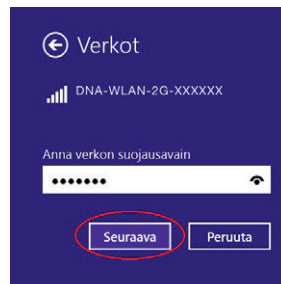 Verkot
DNA-WLAN-2G-XXXXXX
Anna verkon suojausavain
•••••••
Seuraava Peruuta